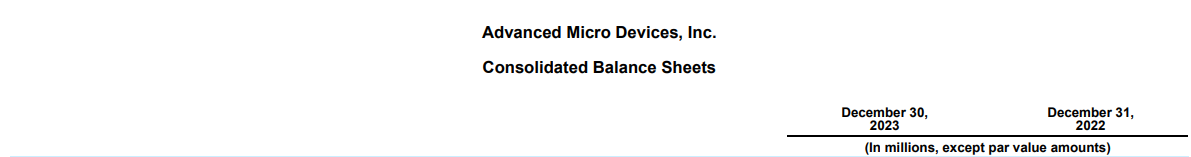 Advanced Micro Devices, Inc.
Consolidated Balance Sheets
December 30, December 31,
2023 2022
(In millions, except par value amounts)